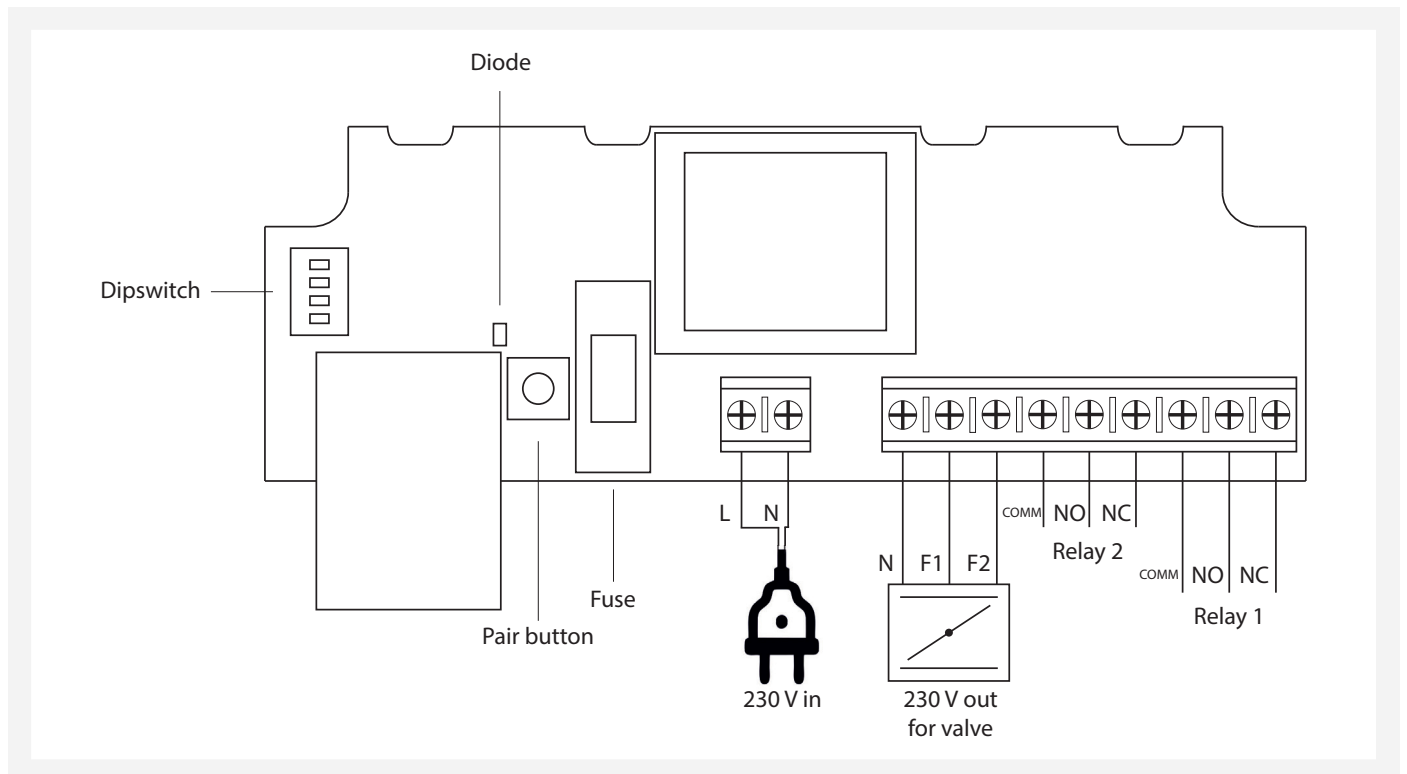 Diode
Dipswitch
L N
COMM NO NC
Relay 2
N F1 F2
COMM NO NC
Relay 1
Fuse
Pair button
230 V in
230 V out
for valve